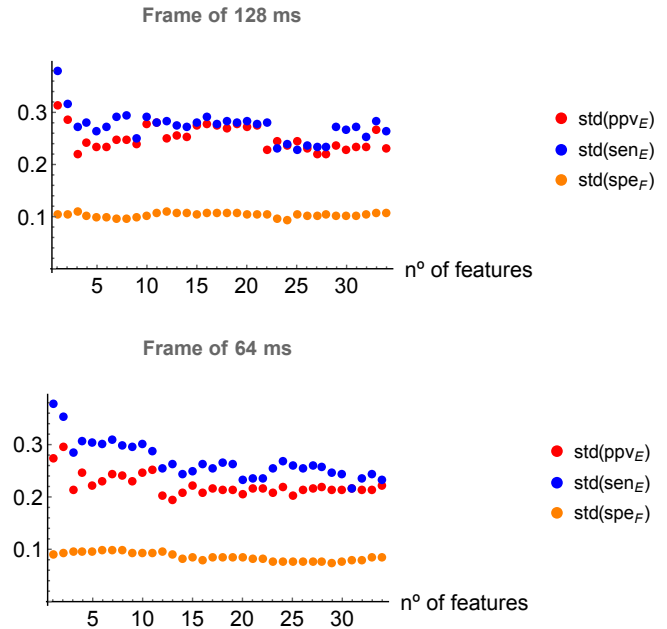 Frame of 128 ms
0.3
0.2
0.1
std(ppvE)
std(senE)
std(speF)
5 10 15 20 25 30
nº of features
Frame of 64 ms
0.3
0.2
0.1
std(ppvE)
std(senE)
std(speF)
5 10 15 20 25 30
nº of features